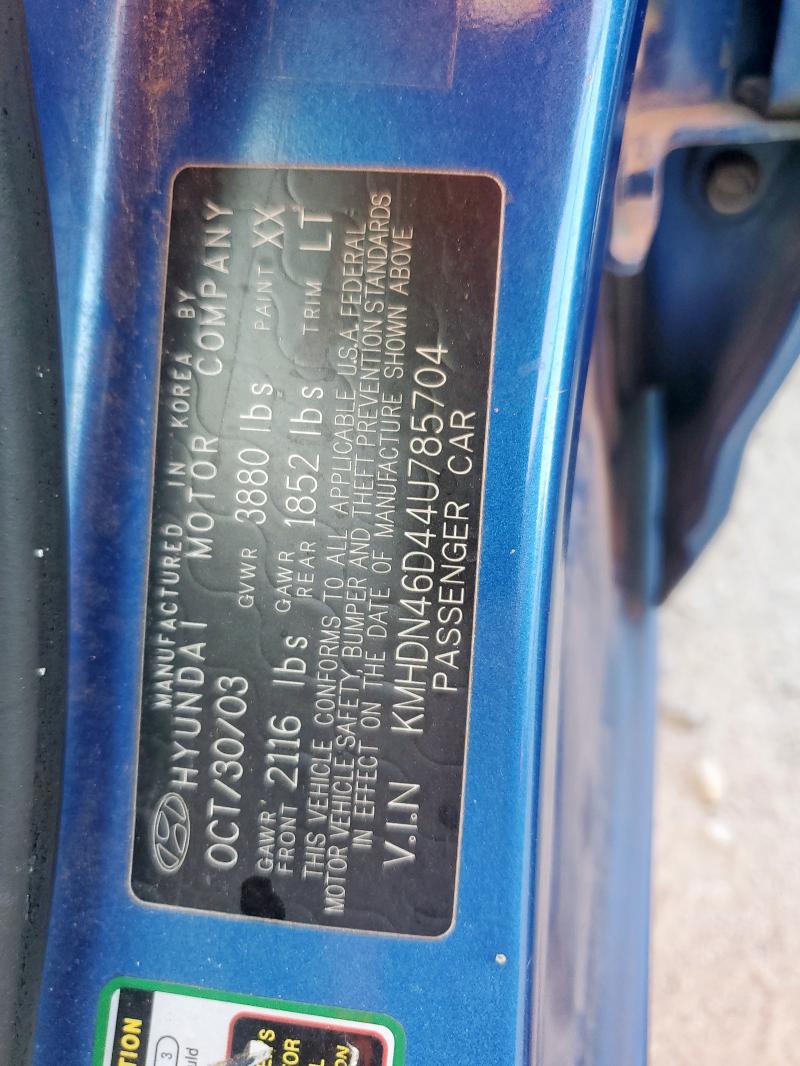 MANUFACTURED IN KOREA BY
HYUNDAI MOTOR COMPANY
OCT/30/03 GVWR 3880 lbs PAINT XX
GAWR FRONT 2116 lbs GAWR REAR 1852 lbs TRIM LT
THIS VEHICLE CONFORMS TO ALL APPLICABLE U.S.A. FEDERAL
MOTOR VEHICLE SAFETY, BUMPER AND THEFT PREVENTION STANDARDS
IN EFFECT ON THE DATE OF MANUFACTURE SHOWN ABOVE
V.I.N KMHDN46D44U785704
PASSENGER CAR
3